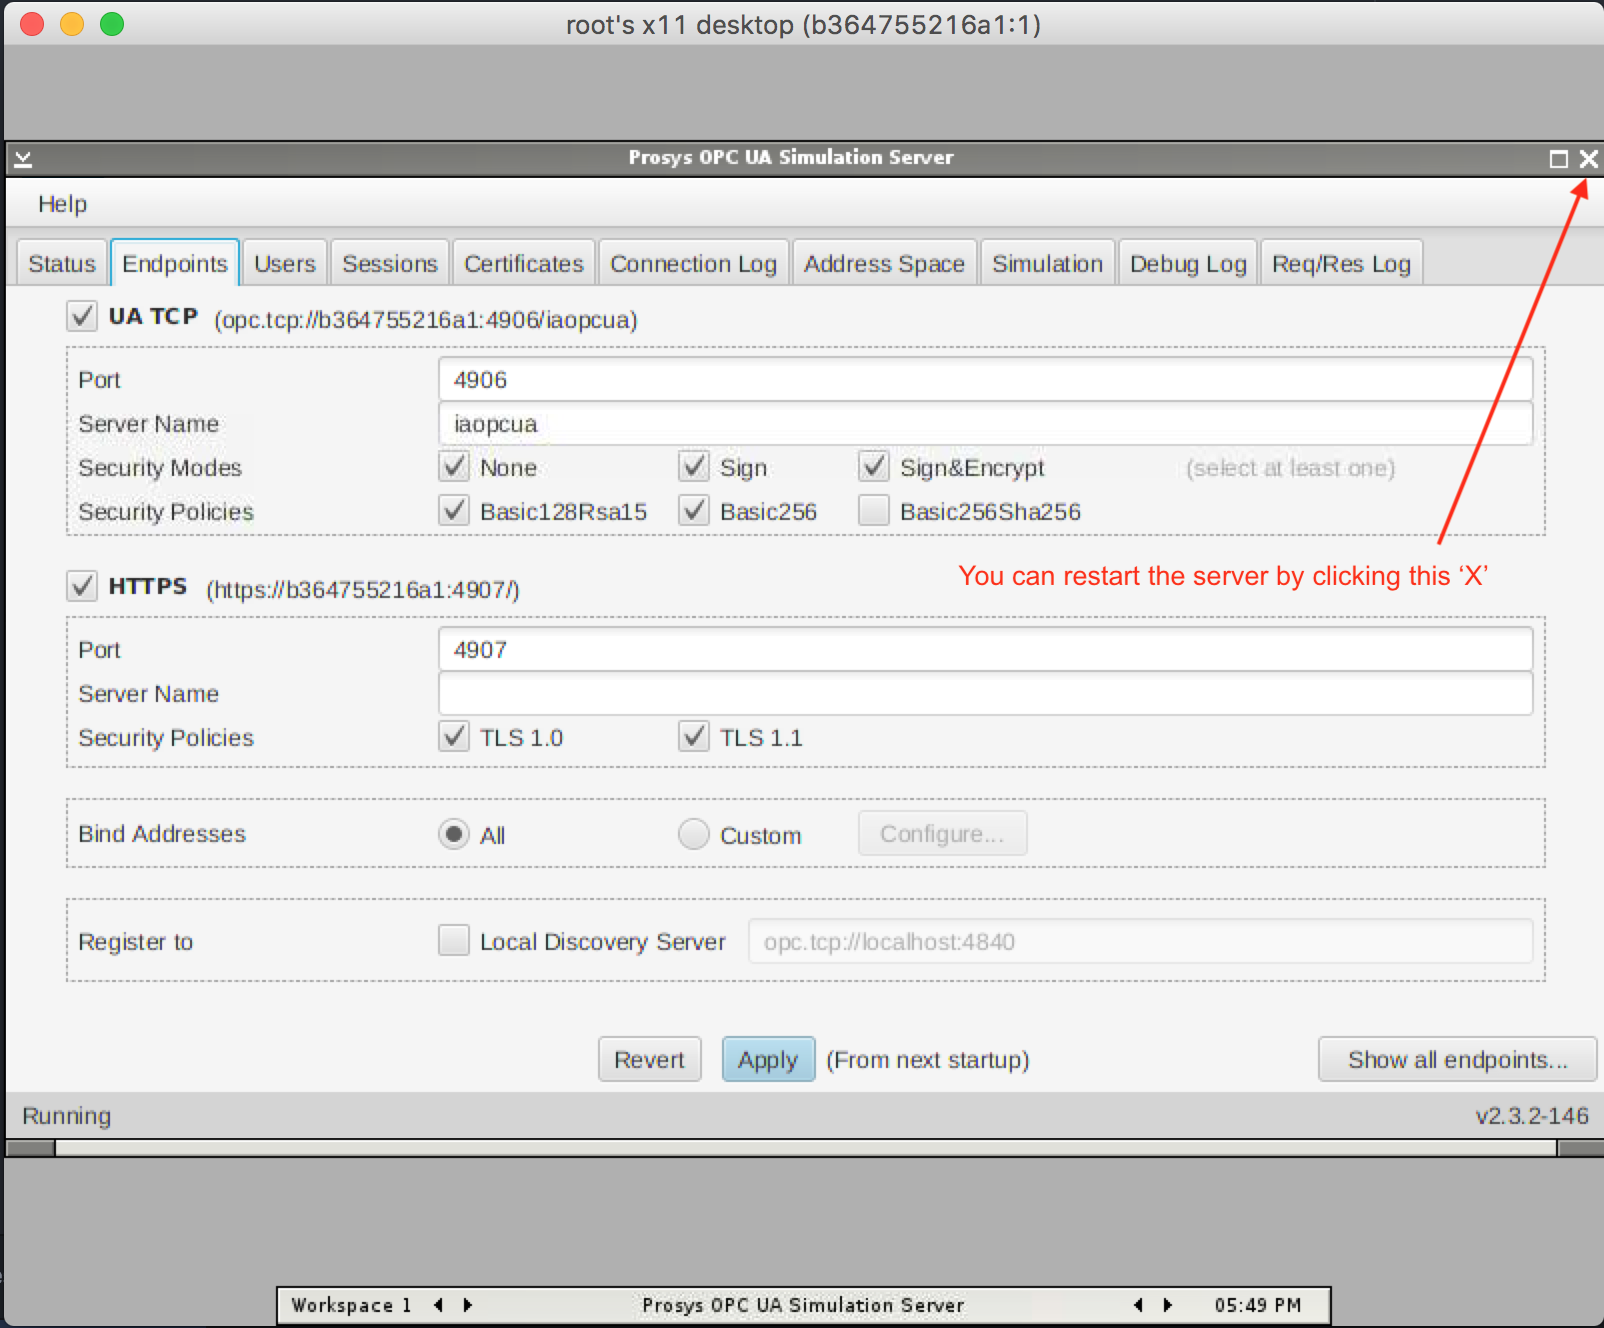 root's x11 desktop (b364755216a1:1)
Prosys OPC UA Simulation Server
Help
Status Endpoints Users Sessions Certificates Connection Log Address Space Simulation Debug Log Req/Res Log
UA TCP (opc.tcp://b364755216a1:4906/iaopcua)
Port 4906
Server Name iaopcua
Security Modes None Sign Sign&Encrypt (select at least one)
Security Policies Basic128Rsa15 Basic256 Basic256Sha256
You can restart the server by clicking this ‘X’
HTTPS (https://b364755216a1:4907/)
Port 4907
Server Name
Security Policies TLS 1.0 TLS 1.1
Bind Addresses All Custom Configure...
Register to Local Discovery Server opc.tcp://localhost:4840
Revert Apply (From next startup) Show all endpoints...
Running v2.3.2-146
Workspace 1 Prosys OPC UA Simulation Server 05:49 PM